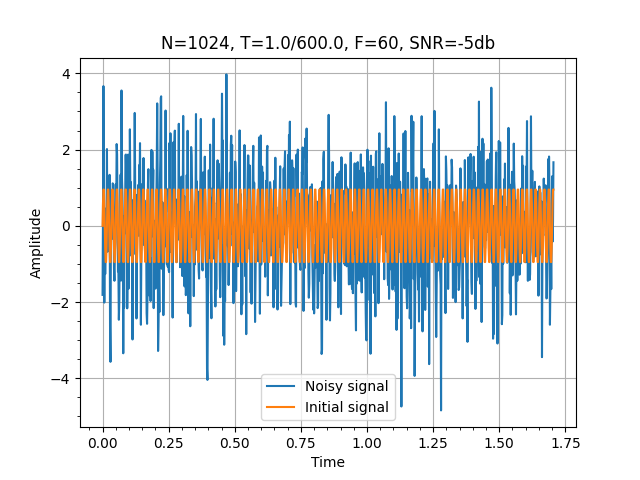 N=1024, T=1.0/600.0, F=60, SNR=-5db
Amplitude
4
2
0
−2
−4
Noisy signal
Initial signal
0.00 0.25 0.50 0.75 1.00 1.25 1.50 1.75
Time